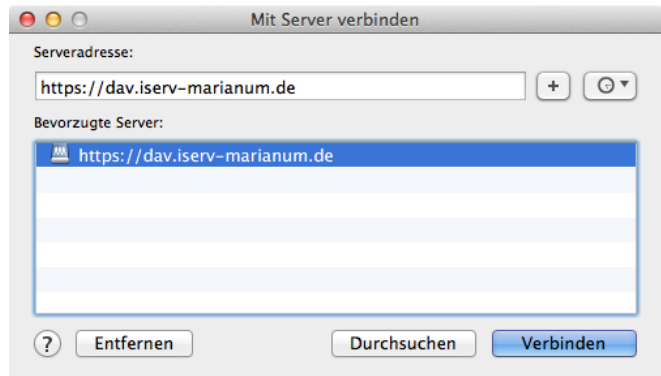 Mit Server verbinden
Serveradresse:
https://dav.iserv-marianum.de
+
Bevorzugte Server:
https://dav.iserv-marianum.de
? Entfernen Durchsuchen Verbinden